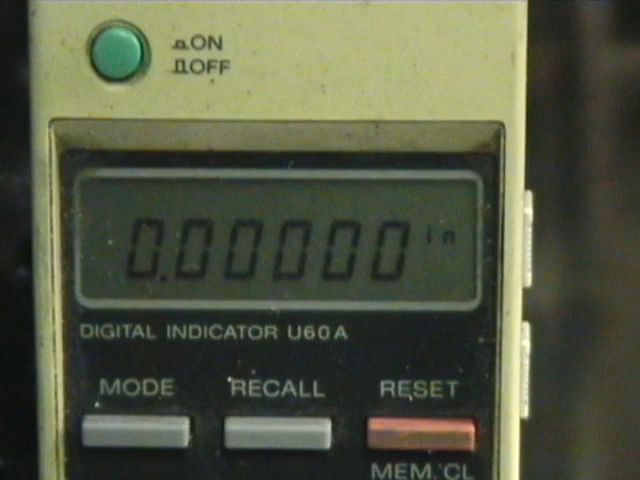 ON
OFF
0.00000 in
DIGITAL INDICATOR U60A
MODE RECALL RESET
MEM. CL